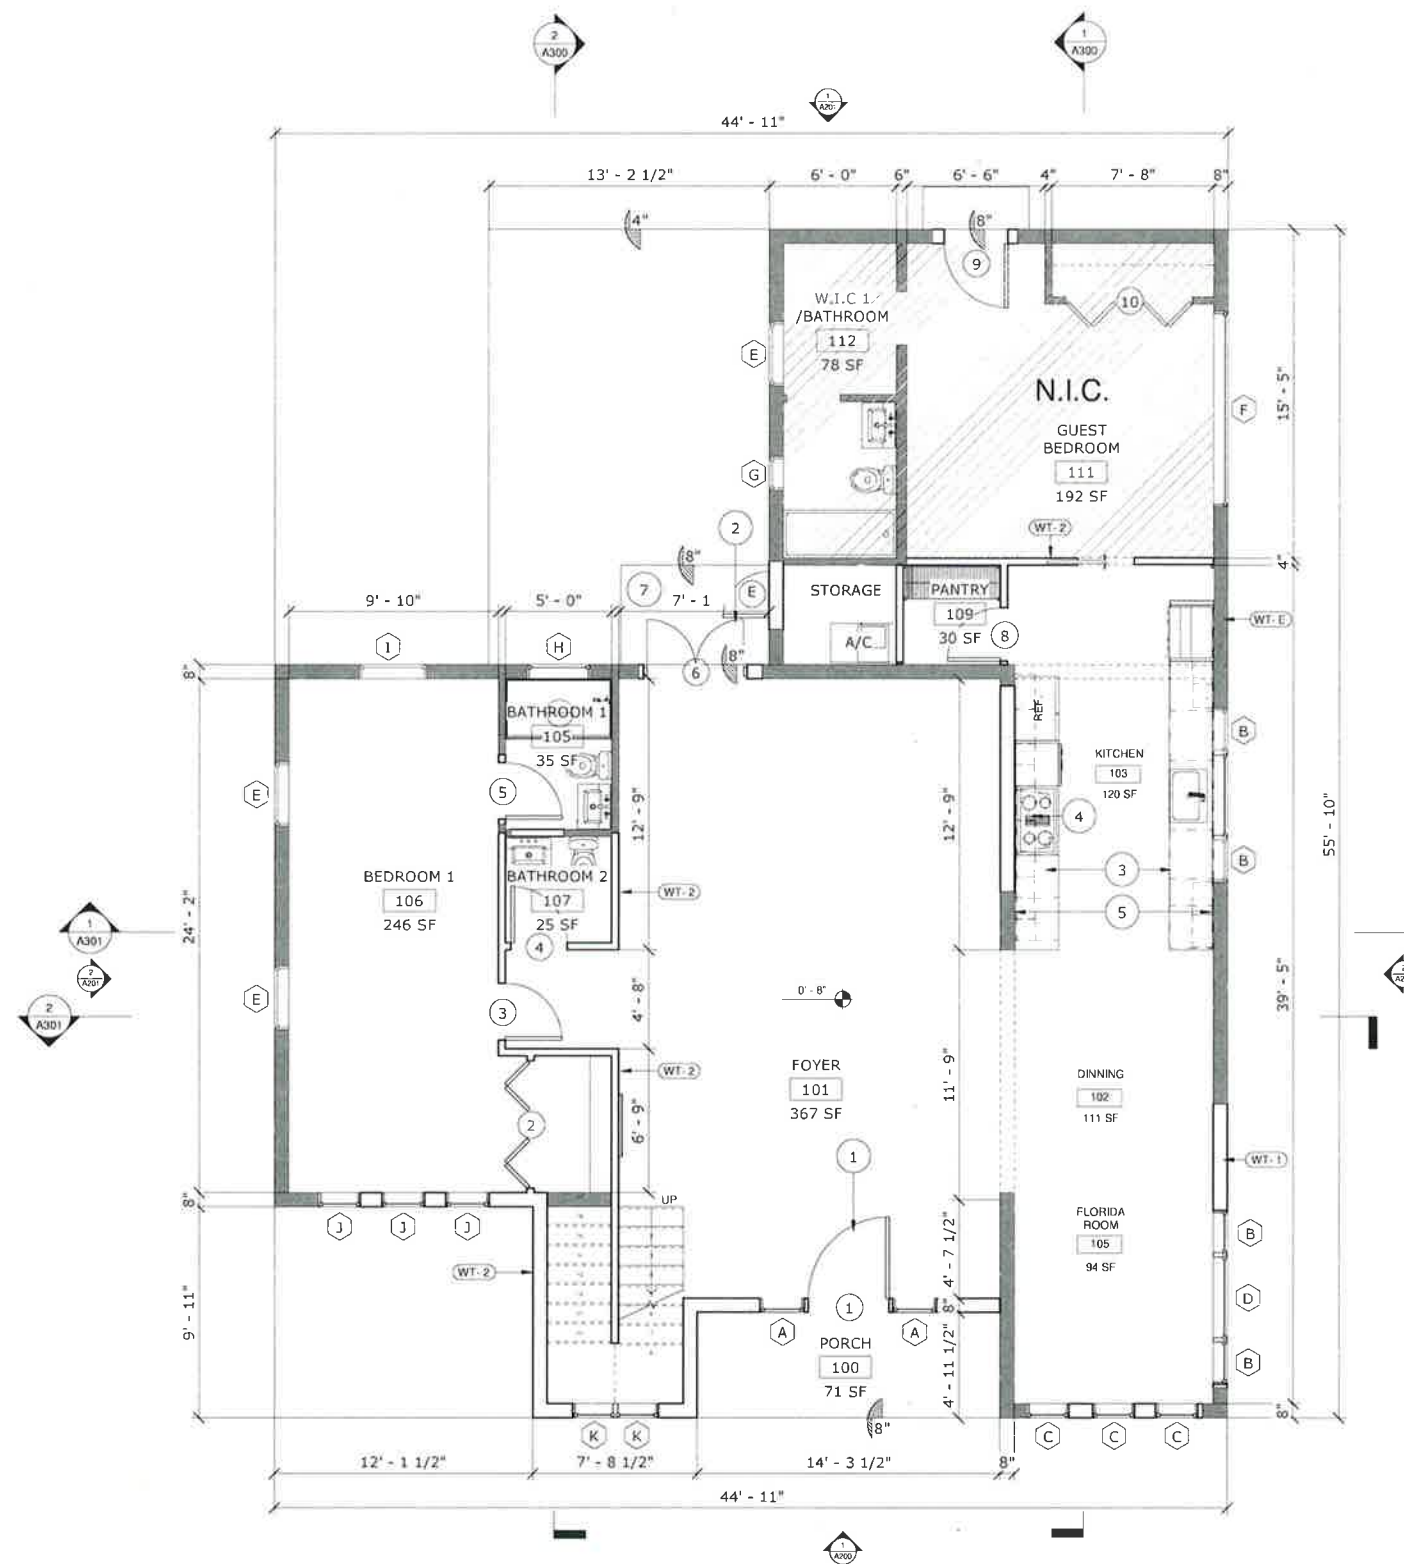 2
A300
1
A300
1
A201
44' - 11"
13' - 2 1/2"
6' - 0"
6"
6' - 6"
4"
7' - 8"
8"
4"
8"
9
W.I.C 1
/BATHROOM
112
78 SF
10
E
N.I.C.
F
15' - 5"
GUEST
BEDROOM
111
192 SF
G
WT-2
2
8"
7
E
STORAGE
PANTRY
109
30 SF
8
A/C
4"
WT-E
9' - 10"
5' - 0"
7' - 1
I
H
8"
6
8"
BATHROOM 1
105
35 SF
5
REF.
KITCHEN
103
120 SF
B
E
12' - 9"
12' - 9"
4
B
55' - 10"
BEDROOM 1
106
246 SF
BATHROOM 2
107
25 SF
4
WT-2
3
5
24' - 2"
1
A301
2
A201
2
A301
E
3
4' - 8"
0' - 8"
39' - 5"
WT-2
FOYER
101
367 SF
11' - 9"
DINNING
102
111 SF
2
6' - 9"
1
WT-1
8"
UP
J
J
J
FLORIDA
ROOM
105
94 SF
B
WT-2
4' - 7 1/2"
D
9' - 11"
8"
1
A
A
PORCH
100
71 SF
4' - 11 1/2"
B
8"
K
K
C
C
C
8"
12' - 1 1/2"
7' - 8 1/2"
14' - 3 1/2"
8"
44' - 11"
1
A200